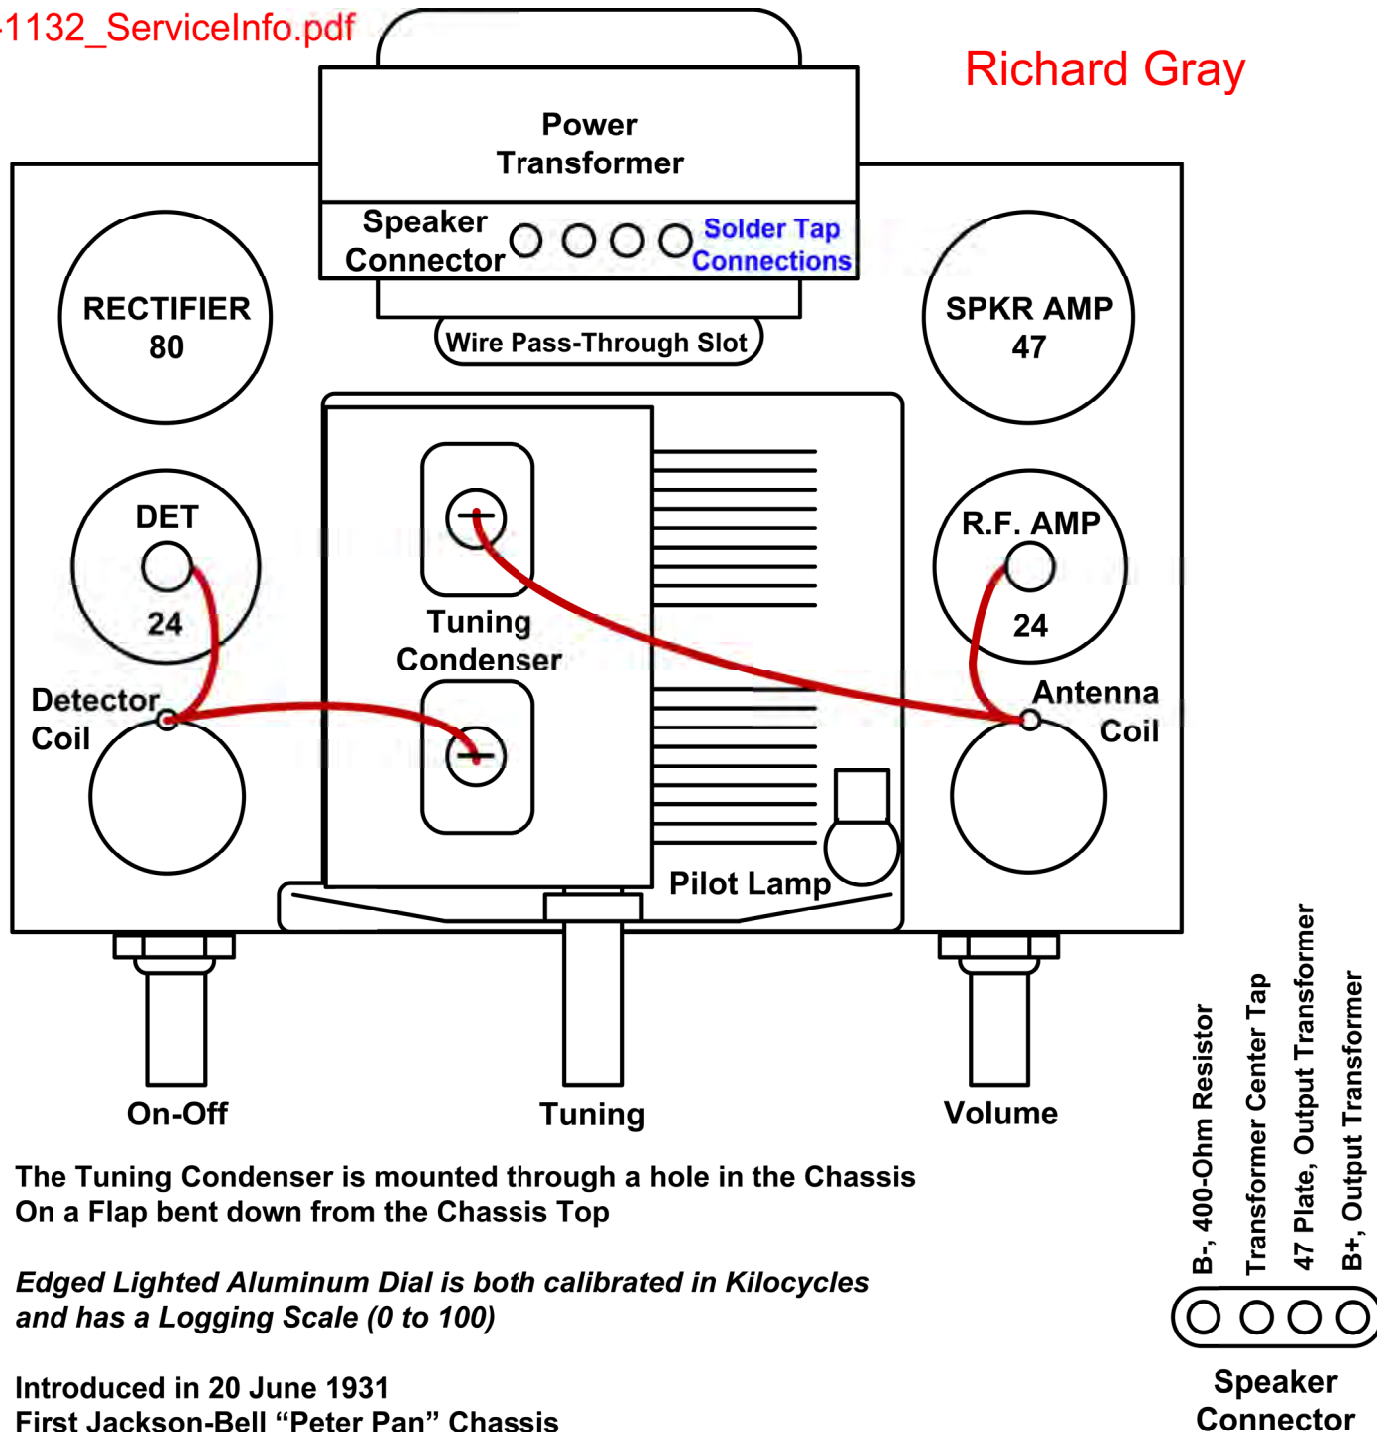 -1132_ServiceInfo.pdf
Richard Gray
Power
Transformer
Speaker
Connector
Solder Tap
Connections
RECTIFIER
80
SPKR AMP
47
Wire Pass-Through Slot
DET
24
R.F. AMP
24
Tuning
Condenser
Detector
Coil
Antenna
Coil
Pilot Lamp
On-Off
Tuning
Volume
B-, 400-Ohm Resistor
Transformer Center Tap
47 Plate, Output Transformer
B+, Output Transformer
Speaker
Connector
The Tuning Condenser is mounted through a hole in the Chassis
On a Flap bent down from the Chassis Top
Edged Lighted Aluminum Dial is both calibrated in Kilocycles
and has a Logging Scale (0 to 100)
Introduced in 20 June 1931
First Jackson-Bell “Peter Pan” Chassis